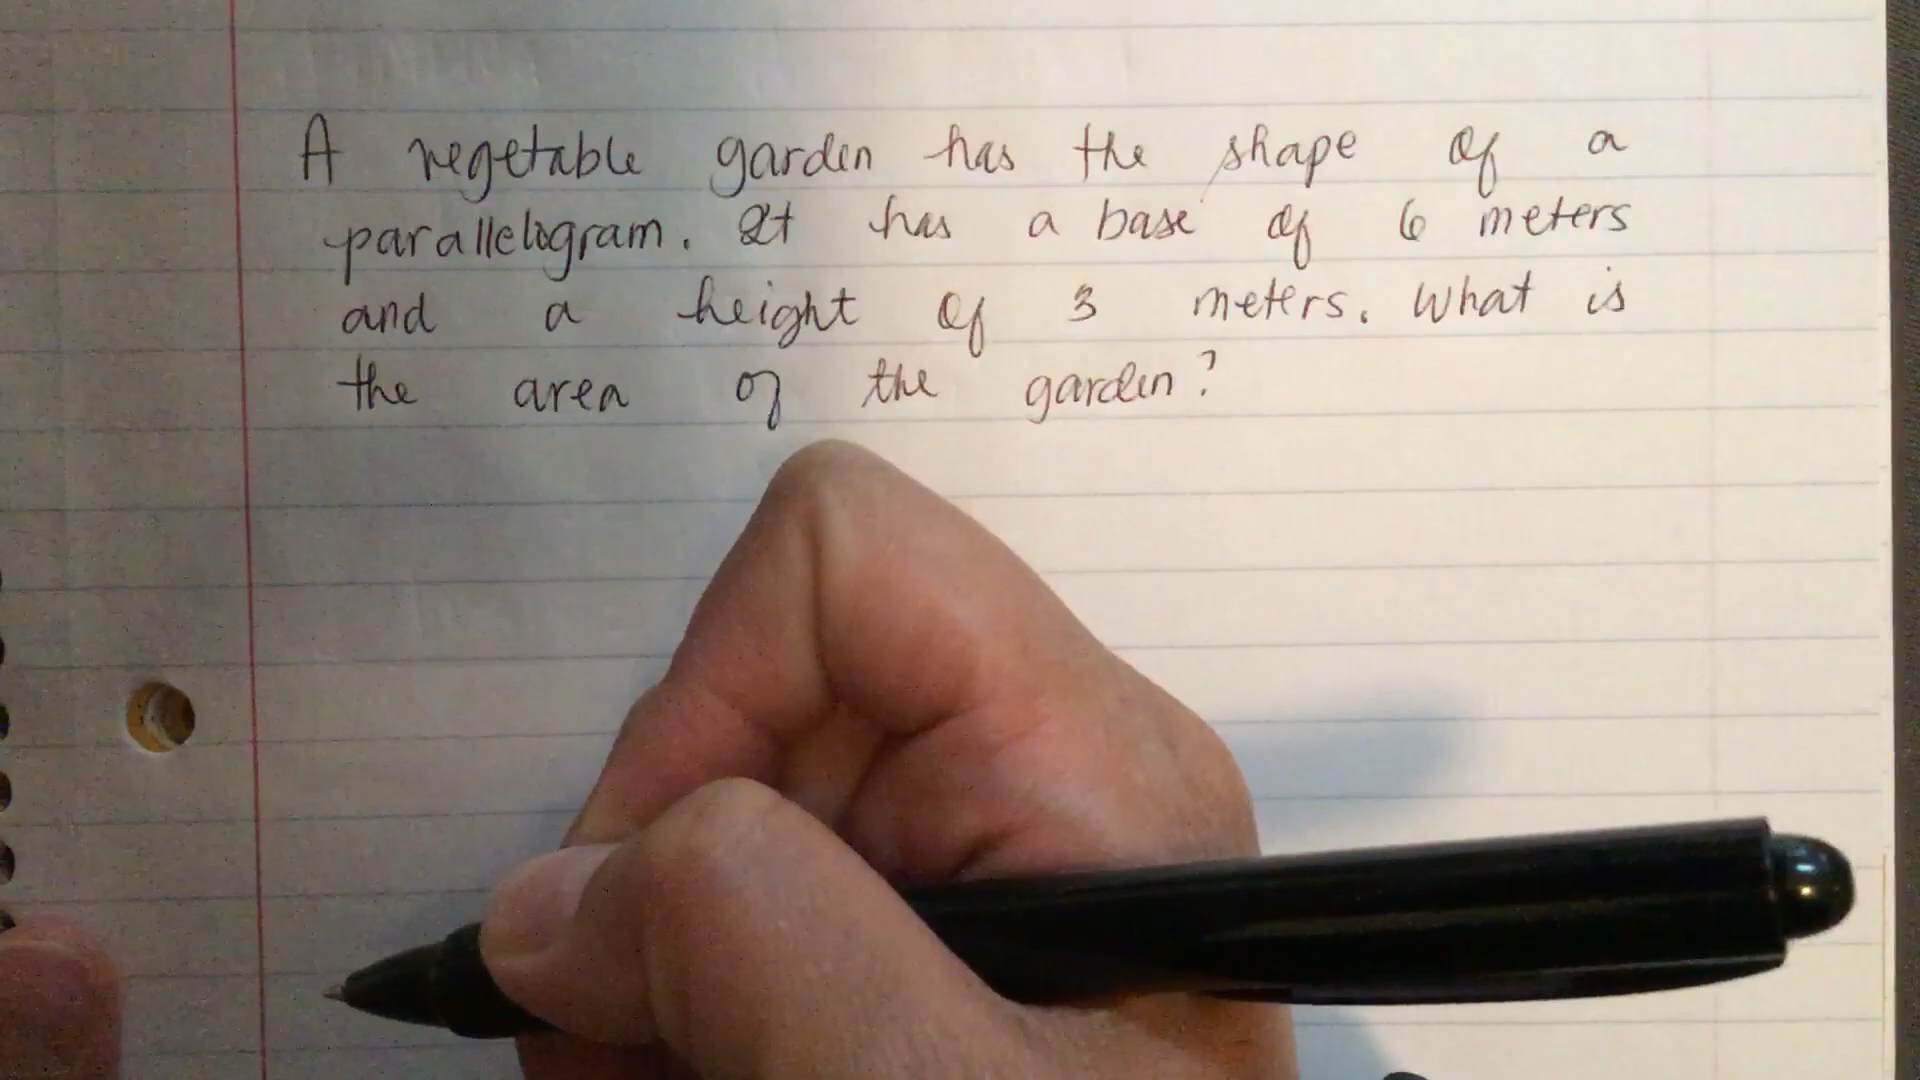 A vegetable garden has the shape of a
parallelogram. It has a base of 6 meters
and a height of 3 meters. What is
the area of the garden?